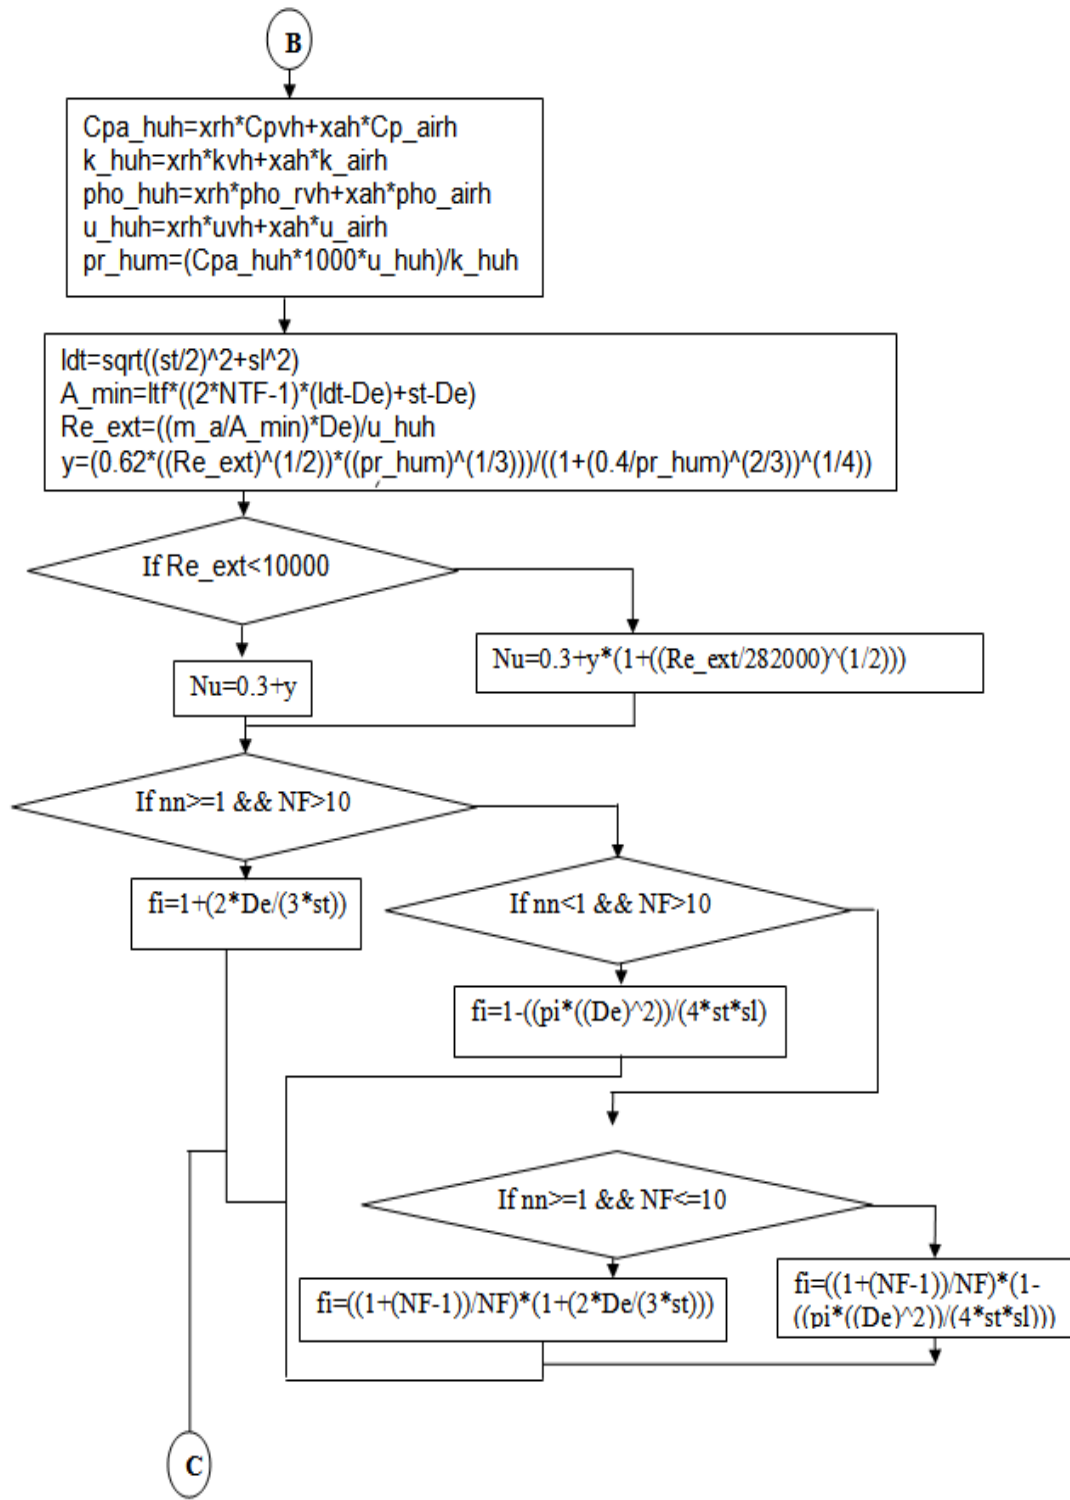 B
Cpa_huh=xrh*Cpvh+xah*Cp_airh
k_huh=xrh*kvh+xah*k_airh
pho_huh=xrh*pho_rvh+xah*pho_airh
u_huh=xrh*uvh+xah*u_airh
pr_hum=(Cpa_huh*1000*u_huh)/k_huh
ldt=sqrt((st/2)^2+sl^2)
A_min=ltf*((2*NTF-1)*(ldt-De)+st-De)
Re_ext=((m_a/A_min)*De)/u_huh
y=(0.62*((Re_ext)^(1/2))*((pr_hum)^(1/3)))/((1+(0.4/pr_hum)^(2/3))^(1/4))
If Re_ext<10000
Nu=0.3+y*(1+((Re_ext/282000)^(1/2)))
Nu=0.3+y
If nn>=1 && NF>10
fi=1+(2*De/(3*st))
If nn<1 && NF>10
fi=1-((pi*((De)^2))/(4*st*sl)
If nn>=1 && NF<=10
fi=((1+(NF-1))/NF)*(1+(2*De/(3*st)))
fi=((1+(NF-1))/NF)*(1-
((pi*((De)^2))/(4*st*sl)))
C